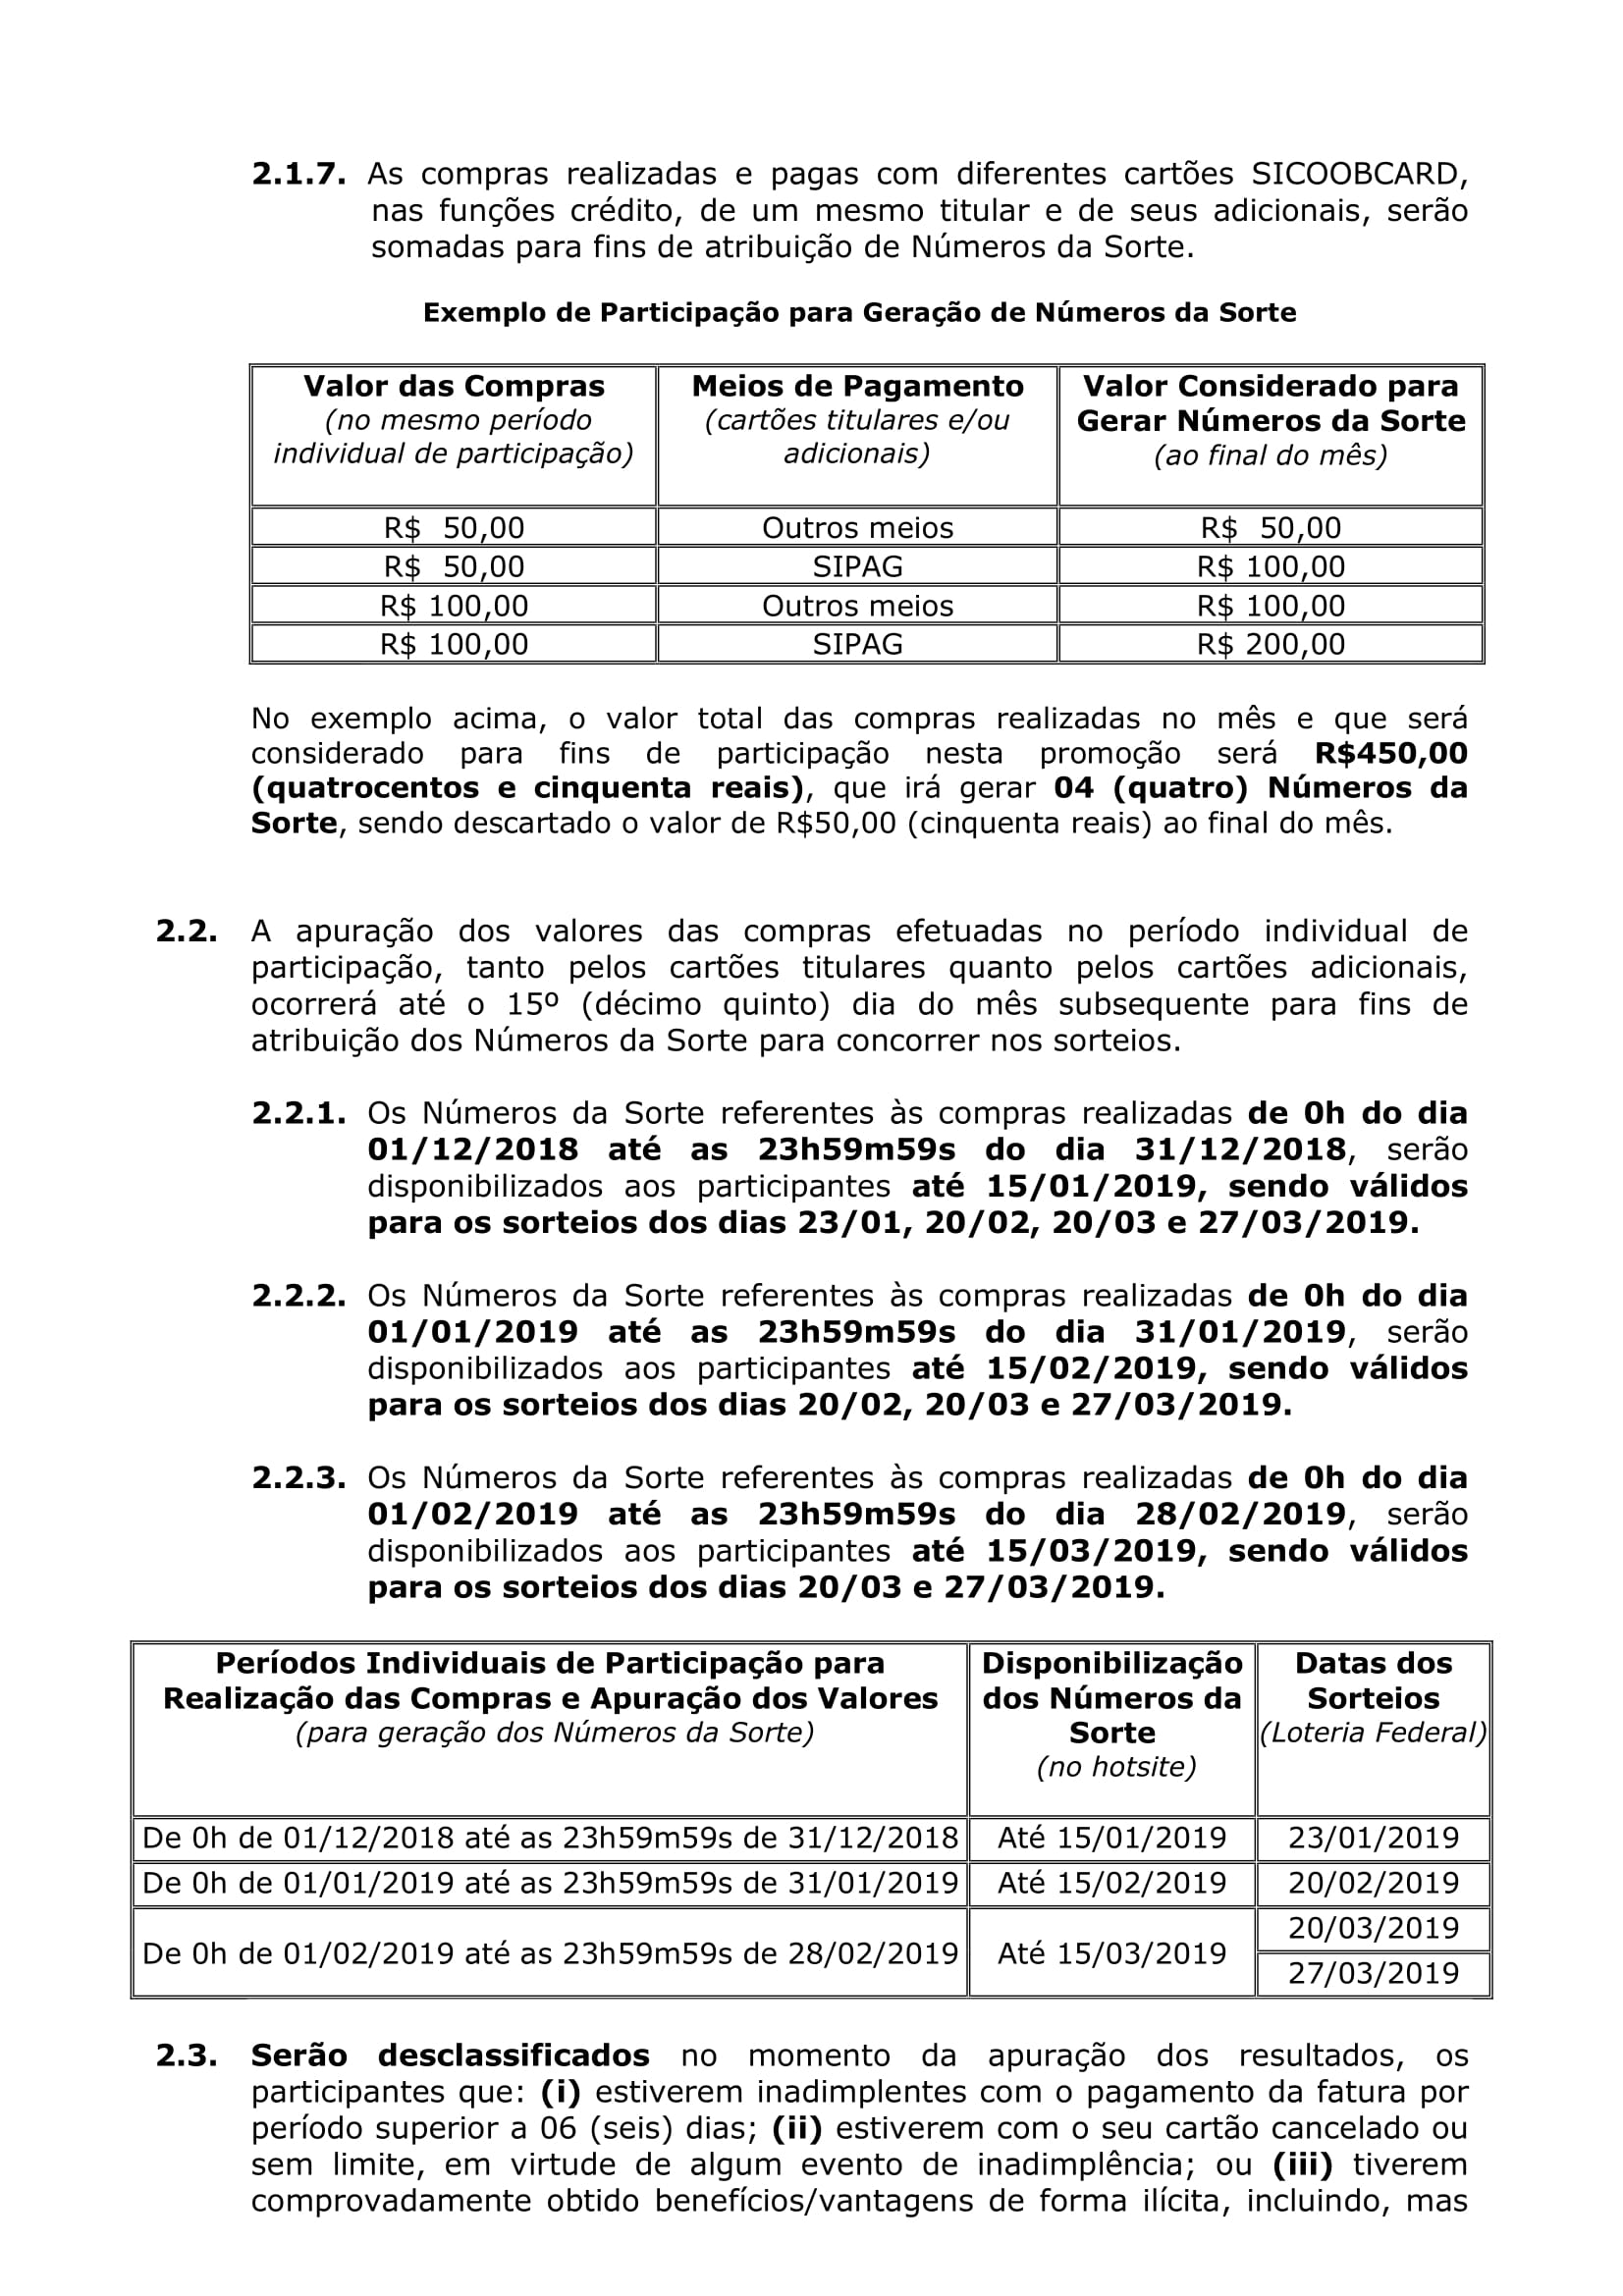 2.1.7. As compras realizadas e pagas com diferentes cartões SICOOBCARD,
nas funções crédito, de um mesmo titular e de seus adicionais, serão
somadas para fins de atribuição de Números da Sorte.
Exemplo de Participação para Geração de Números da Sorte
Valor das Compras
(no mesmo período
individual de participação)
Meios de Pagamento
(cartões titulares e/ou
adicionais)
Valor Considerado para
Gerar Números da Sorte
(ao final do mês)
R$ 50,00 Outros meios R$ 50,00
R$ 50,00 SIPAG R$ 100,00
R$ 100,00 Outros meios R$ 100,00
R$ 100,00 SIPAG R$ 200,00
No exemplo acima, o valor total das compras realizadas no mês e que será
considerado para fins de participação nesta promoção será R$450,00
(quatrocentos e cinquenta reais), que irá gerar 04 (quatro) Números da
Sorte, sendo descartado o valor de R$50,00 (cinquenta reais) ao final do mês.
2.2. A apuração dos valores das compras efetuadas no período individual de
participação, tanto pelos cartões titulares quanto pelos cartões adicionais,
ocorrerá até o 15º (décimo quinto) dia do mês subsequente para fins de
atribuição dos Números da Sorte para concorrer nos sorteios.
2.2.1. Os Números da Sorte referentes às compras realizadas de 0h do dia
01/12/2018 até as 23h59m59s do dia 31/12/2018, serão
disponibilizados aos participantes até 15/01/2019, sendo válidos
para os sorteios dos dias 23/01, 20/02, 20/03 e 27/03/2019.
2.2.2. Os Números da Sorte referentes às compras realizadas de 0h do dia
01/01/2019 até as 23h59m59s do dia 31/01/2019, serão
disponibilizados aos participantes até 15/02/2019, sendo válidos
para os sorteios dos dias 20/02, 20/03 e 27/03/2019.
2.2.3. Os Números da Sorte referentes às compras realizadas de 0h do dia
01/02/2019 até as 23h59m59s do dia 28/02/2019, serão
disponibilizados aos participantes até 15/03/2019, sendo válidos
para os sorteios dos dias 20/03 e 27/03/2019.
Períodos Individuais de Participação para
Realização das Compras e Apuração dos Valores
(para geração dos Números da Sorte)
Disponibilização
dos Números da
Sorte
(no hotsite)
Datas dos
Sorteios
(Loteria Federal)
De 0h de 01/12/2018 até as 23h59m59s de 31/12/2018 Até 15/01/2019 23/01/2019
De 0h de 01/01/2019 até as 23h59m59s de 31/01/2019 Até 15/02/2019 20/02/2019
De 0h de 01/02/2019 até as 23h59m59s de 28/02/2019 Até 15/03/2019 20/03/2019
27/03/2019
2.3. Serão desclassificados no momento da apuração dos resultados, os
participantes que: (i) estiverem inadimplentes com o pagamento da fatura por
período superior a 06 (seis) dias; (ii) estiverem com o seu cartão cancelado ou
sem limite, em virtude de algum evento de inadimplência; ou (iii) tiverem
comprovadamente obtido benefícios/vantagens de forma ilícita, incluindo, mas